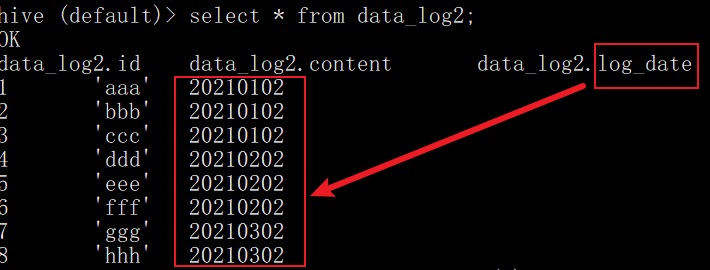 hive (default)> select * from data_log2;
OK
data_log2.id data_log2.content data_log2.log_date
1 'aaa' 20210102
2 'bbb' 20210102
3 'ccc' 20210102
4 'ddd' 20210202
5 'eee' 20210202
6 'fff' 20210202
7 'ggg' 20210302
8 'hhh' 20210302